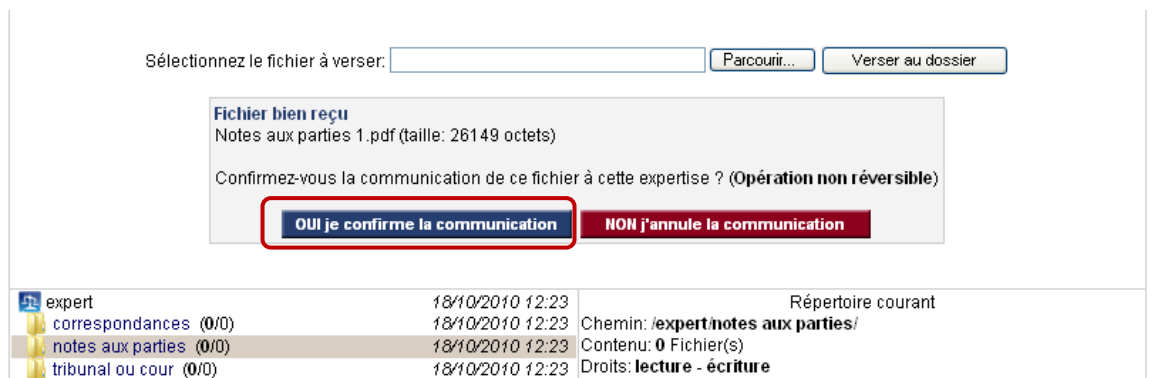 Sélectionnez le fichier à verser: Parcourir... Verser au dossier
Fichier bien reçu
Notes aux parties 1.pdf (taille: 26149 octets)
Confirmez-vous la communication de ce fichier à cette expertise ? (Opération non réversible)
OUI je confirme la communication NON j'annule la communication
expert 18/10/2010 12:23 Répertoire courant
correspondances (0/0) 18/10/2010 12:23 Chemin: /expert/notes aux parties/
notes aux parties (0/0) 18/10/2010 12:23 Contenu: 0 Fichier(s)
tribunal ou cour (0/0) 18/10/2010 12:23 Droits: lecture - écriture